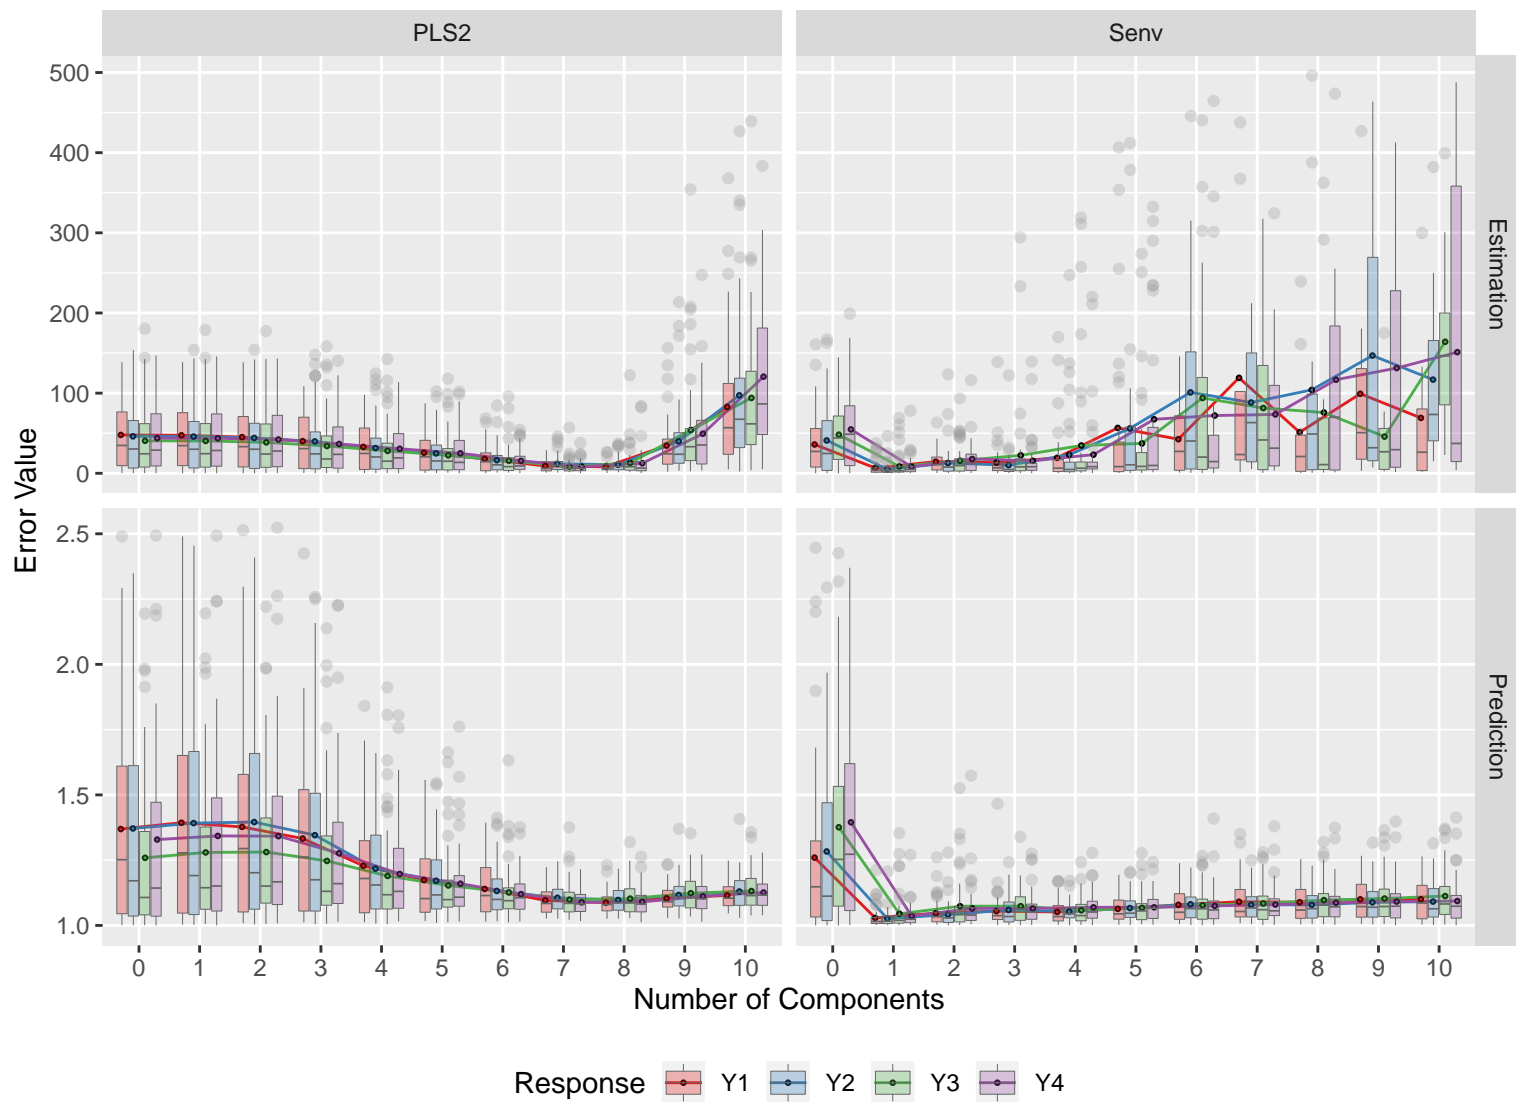 PLS2 Senv
500
400
300
200
100
0
Estimation
2.5
2.0
1.5
1.0
Prediction
Error Value
0 1 2 3 4 5 6 7 8 9 10 0 1 2 3 4 5 6 7 8 9 10
Number of Components
Response Y1 Y2 Y3 Y4